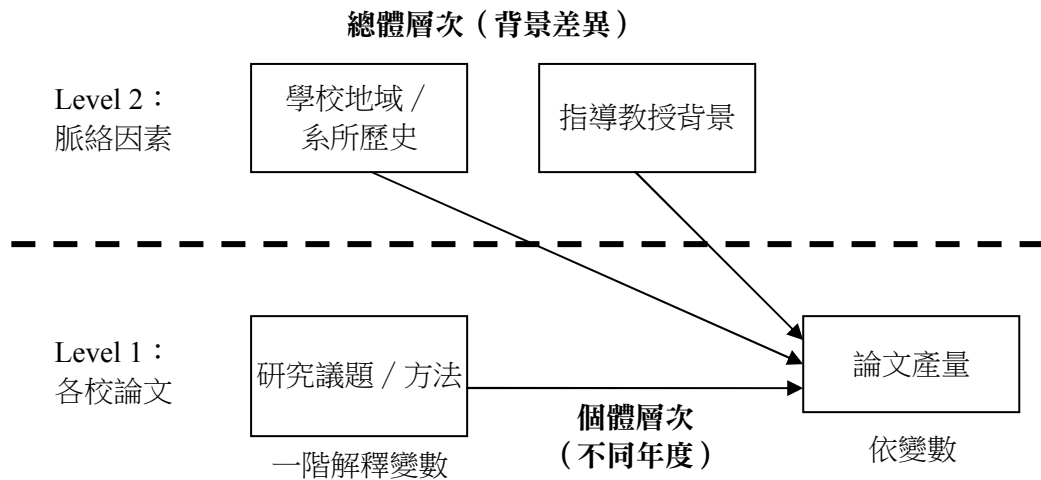 總體層次（背景差異）
Level 2：
脈絡因素
學校地域 /
系所歷史
指導教授背景
Level 1：
各校論文
研究議題 / 方法
論文產量
個體層次
（不同年度）
一階解釋變數
依變數